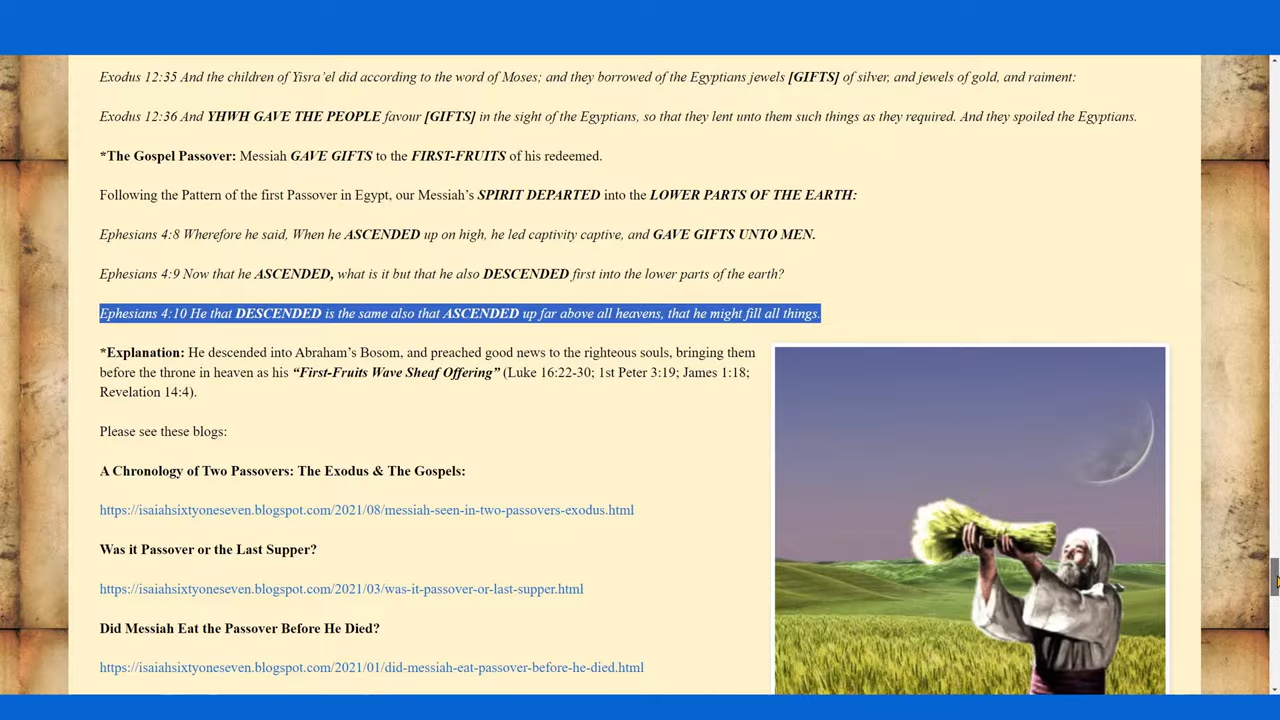 Exodus 12:35 And the children of Yisra’el did according to the word of Moses; and they borrowed of the Egyptians jewels [GIFTS] of silver, and jewels of gold, and raiment:
Exodus 12:36 And YHWH GAVE THE PEOPLE favour [GIFTS] in the sight of the Egyptians, so that they lent unto them such things as they required. And they spoiled the Egyptians.
*The Gospel Passover: Messiah GAVE GIFTS to the FIRST-FRUITS of his redeemed.
Following the Pattern of the first Passover in Egypt, our Messiah’s SPIRIT DEPARTED into the LOWER PARTS OF THE EARTH:
Ephesians 4:8 Wherefore he said, When he ASCENDED up on high, he led captivity captive, and GAVE GIFTS UNTO MEN.
Ephesians 4:9 Now that he ASCENDED, what is it but that he also DESCENDED first into the lower parts of the earth?
Ephesians 4:10 He that DESCENDED is the same also that ASCENDED up far above all heavens, that he might fill all things.
*Explanation: He descended into Abraham’s Bosom, and preached good news to the righteous souls, bringing them
before the throne in heaven as his “First-Fruits Wave Sheaf Offering” (Luke 16:22-30; 1st Peter 3:19; James 1:18;
Revelation 14:4).
Please see these blogs:
A Chronology of Two Passovers: The Exodus & The Gospels:
https://isaiahsixtyoneseven.blogspot.com/2021/08/messiah-seen-in-two-passovers-exodus.html
Was it Passover or the Last Supper?
https://isaiahsixtyoneseven.blogspot.com/2021/03/was-it-passover-or-last-supper.html
Did Messiah Eat the Passover Before He Died?
https://isaiahsixtyoneseven.blogspot.com/2021/01/did-messiah-eat-passover-before-he-died.html